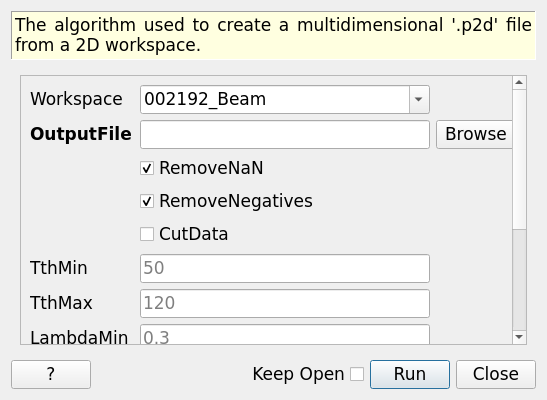 The algorithm used to create a multidimensional '.p2d' file
from a 2D workspace.
Workspace 002192_Beam
OutputFile Browse
RemoveNaN
RemoveNegatives
CutData
TthMin 50
TthMax 120
LambdaMin 0.3
? Keep Open Run Close